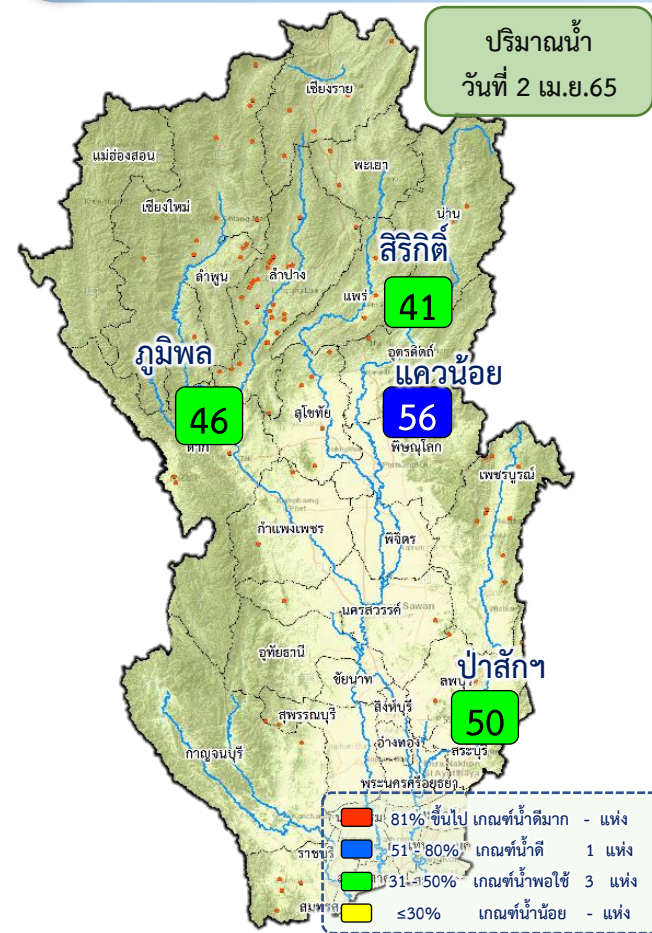 ปริมาณน้ำ
วันที่ 2 เม.ย.65
เชียงราย
แม่ฮ่องสอน
พะเยา
เชียงใหม่
น่าน
สิริกิติ์
ลำพูน
ลำปาง
แพร่
41
อุตรดิตถ์
ภูมิพล
แควน้อย
46
56
สุโขทัย
ตาก
พิษณุโลก
เพชรบูรณ์
กำแพงเพชร
พิจิตร
นครสวรรค์
Sawan
อุทัยธานี
ป่าสักฯ
ชัยนาท
ลพบุรี
สิงห์บุรี
สุพรรณบุรี
50
อ่างทอง
สระบุรี
กาญจนบุรี
พระนครศรีอยุธยา
81% ขึ้นไป เกณฑ์น้ำดีมาก - แห่ง
51 - 80% เกณฑ์น้ำดี 1 แห่ง
ราชบุรี
31 - 50% เกณฑ์น้ำพอใช้ 3 แห่ง
≤30% เกณฑ์น้ำน้อย - แห่ง